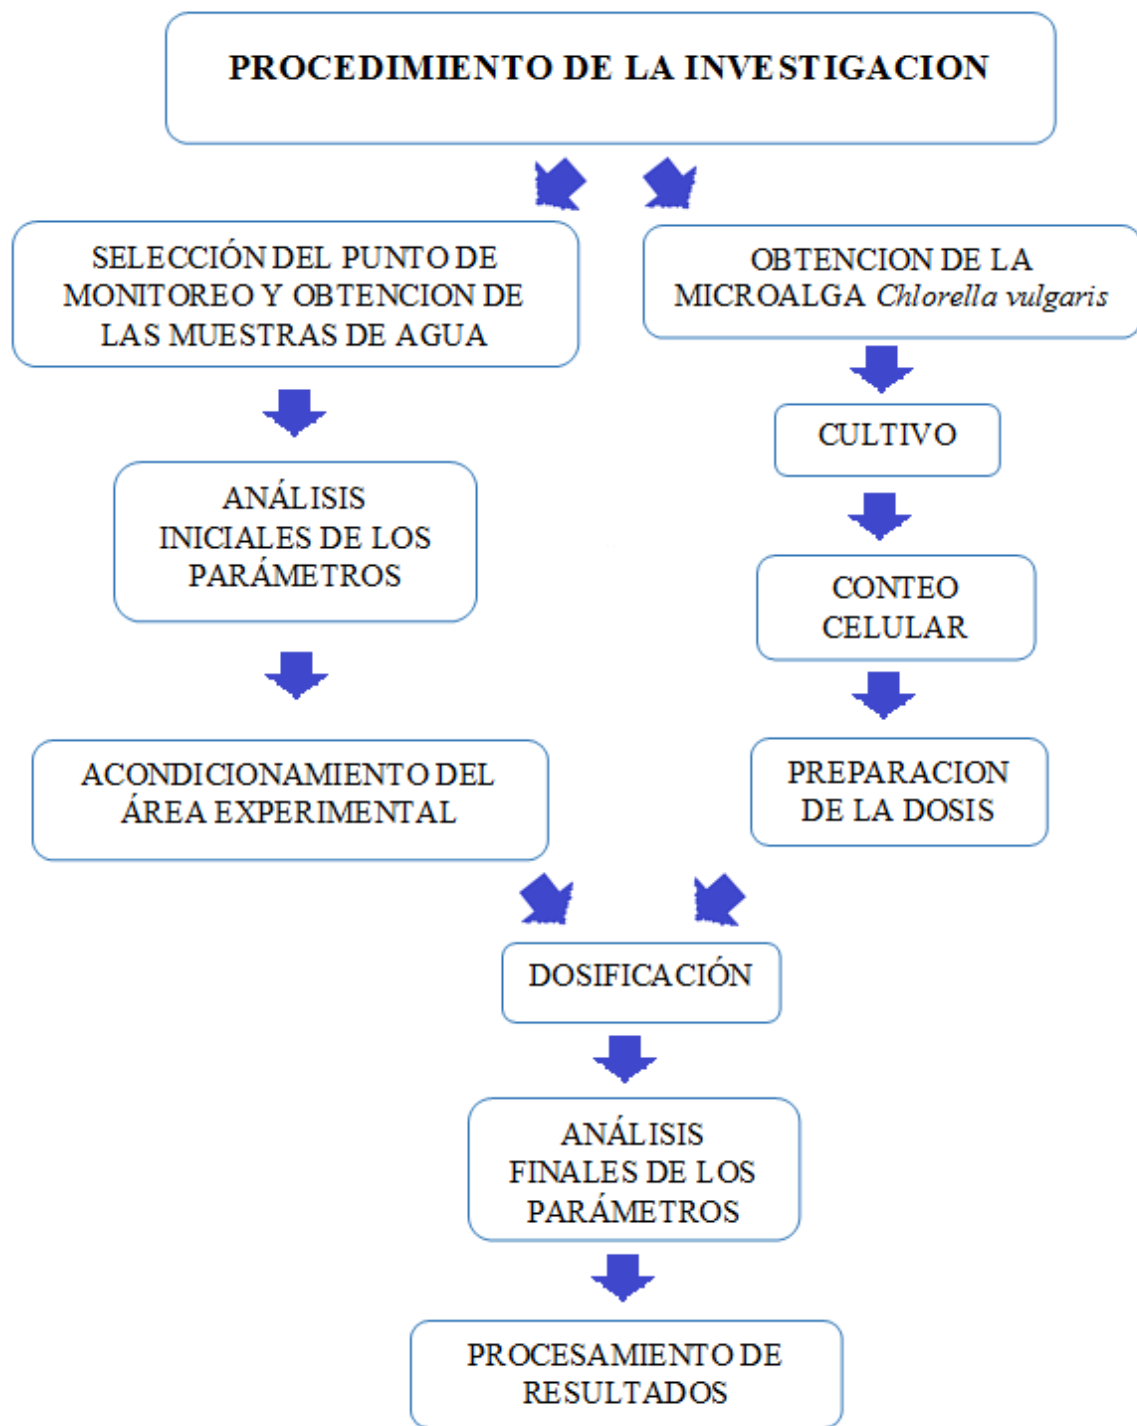 PROCEDIMIENTO DE LA INVESTIGACION
SELECCIÓN DEL PUNTO DE
MONITOREO Y OBTENCION DE
LAS MUESTRAS DE AGUA
OBTENCION DE LA
MICROALGA Chlorella vulgaris
CULTIVO
ANÁLISIS
INICIALES DE LOS
PARÁMETROS
CONTEO
CELULAR
ACONDICIONAMIENTO DEL
ÁREA EXPERIMENTAL
PREPARACION
DE LA DOSIS
DOSIFICACIÓN
ANÁLISIS
FINALES DE LOS
PARÁMETROS
PROCESAMIENTO DE
RESULTADOS